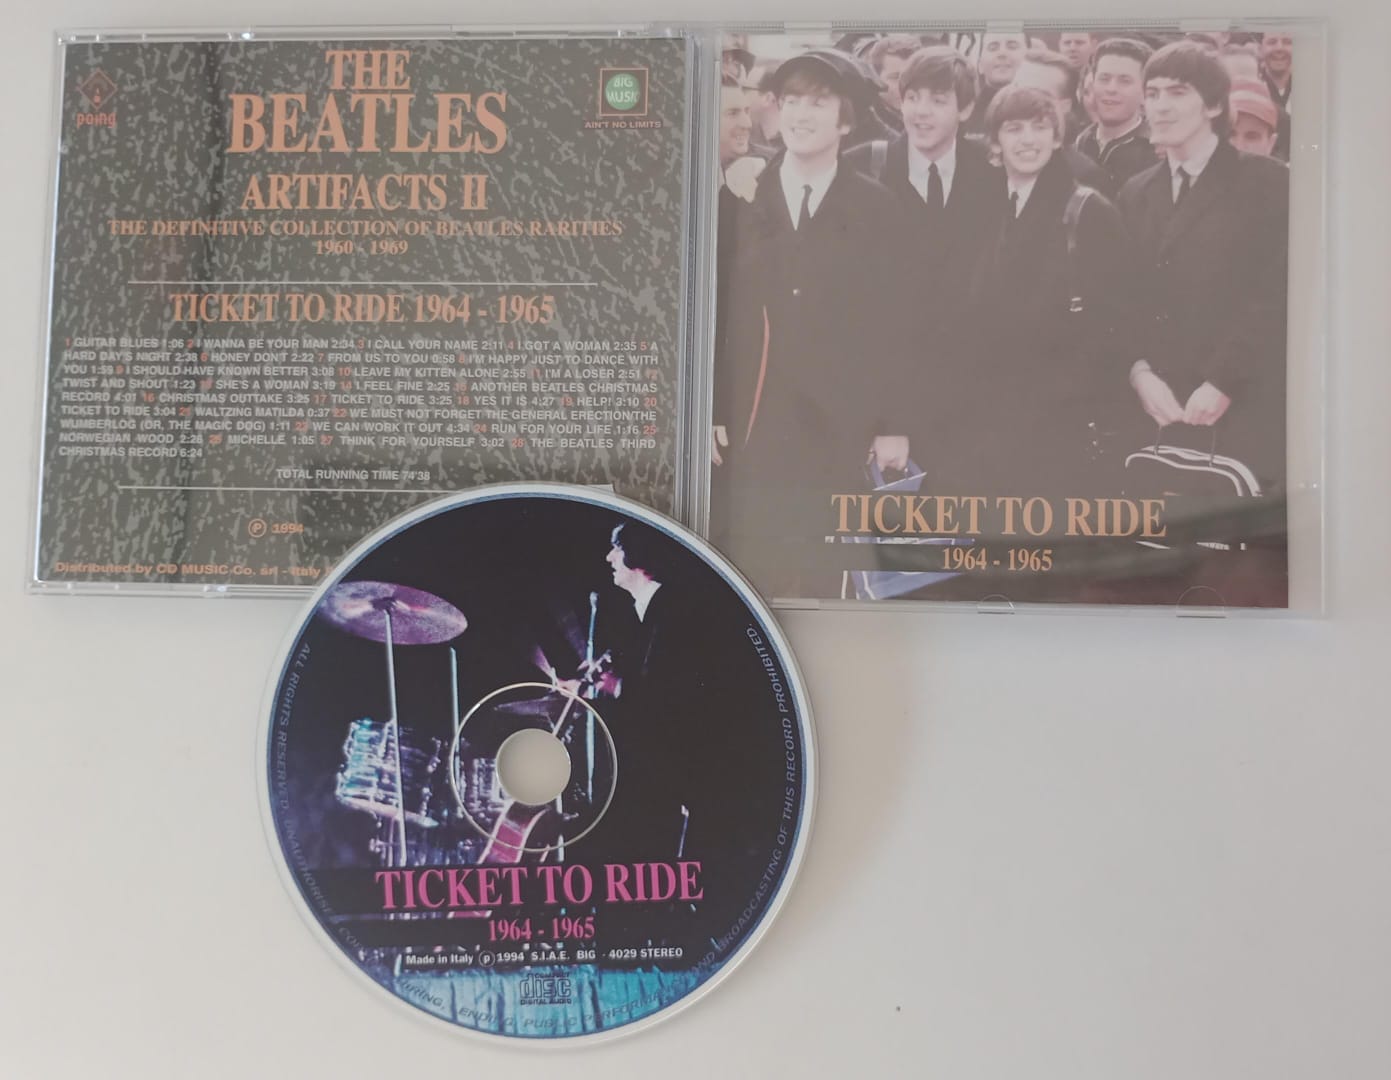 THE
BEATLES
ARTIFACTS II
THE DEFINITIVE COLLECTION OF BEATLES RARITIES
1960 - 1969
poing
BIG
MUSIC
AIN'T NO LIMITS
TICKET TO RIDE 1964 - 1965
1 GUITAR BLUES 1:06 2 I WANNA BE YOUR MAN 2:34 3 I CALL YOUR NAME 2:11 4 I GOT A WOMAN 2:35 5 A
HARD DAY'S NIGHT 2:38 6 HONEY DON'T 2:22 7 FROM US TO YOU 0:58 8 I'M HAPPY JUST TO DANCE WITH
YOU 1:59 9 I SHOULD HAVE KNOWN BETTER 3:08 10 LEAVE MY KITTEN ALONE 2:55 11 I'M A LOSER 2:51 12
TWIST AND SHOUT 1:23 13 SHE'S A WOMAN 3:19 14 I FEEL FINE 2:25 15 ANOTHER BEATLES CHRISTMAS
RECORD 4:01 16 CHRISTMAS OUTTAKE 3:25 17 TICKET TO RIDE 3:25 18 YES IT IS 4:27 19 HELP! 3:10 20
TICKET TO RIDE 3:04 21 WALTZING MATILDA 0:37 22 WE MUST NOT FORGET THE GENERAL ERECTION/THE
WUMBERLOG (OR, THE MAGIC DOG) 1:11 23 WE CAN WORK IT OUT 4:34 24 RUN FOR YOUR LIFE 1:16 25
NORWEGIAN WOOD 2:28 26 MICHELLE 1:05 27 THINK FOR YOURSELF 3:02 28 THE BEATLES THIRD
CHRISTMAS RECORD 6:24
TOTAL RUNNING TIME 74'38
℗ 1994
Distributed by CD MUSIC Co. srl - Italy
TICKET TO RIDE
1964 - 1965
TICKET TO RIDE
1964 - 1965
Made in Italy ℗ 1994 S.I.A.E. BIG - 4029 STEREO
COMPACT
disc
DIGITAL AUDIO
ALL RIGHTS RESERVED. PUBLIC AND BROADCASTING OF THIS RECORD PROHIBITED.